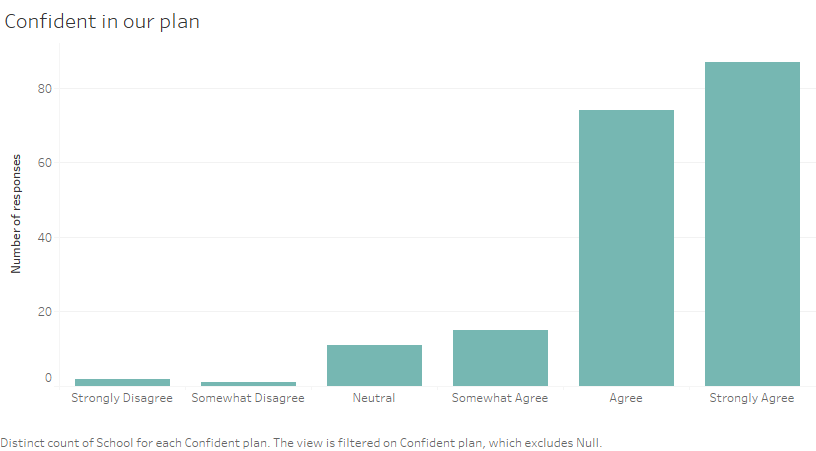 Confident in our plan
Number of responses
80
60
40
20
0
Strongly Disagree
Somewhat Disagree
Neutral
Somewhat Agree
Agree
Strongly Agree
Distinct count of School for each Confident plan. The view is filtered on Confident plan, which excludes Null.